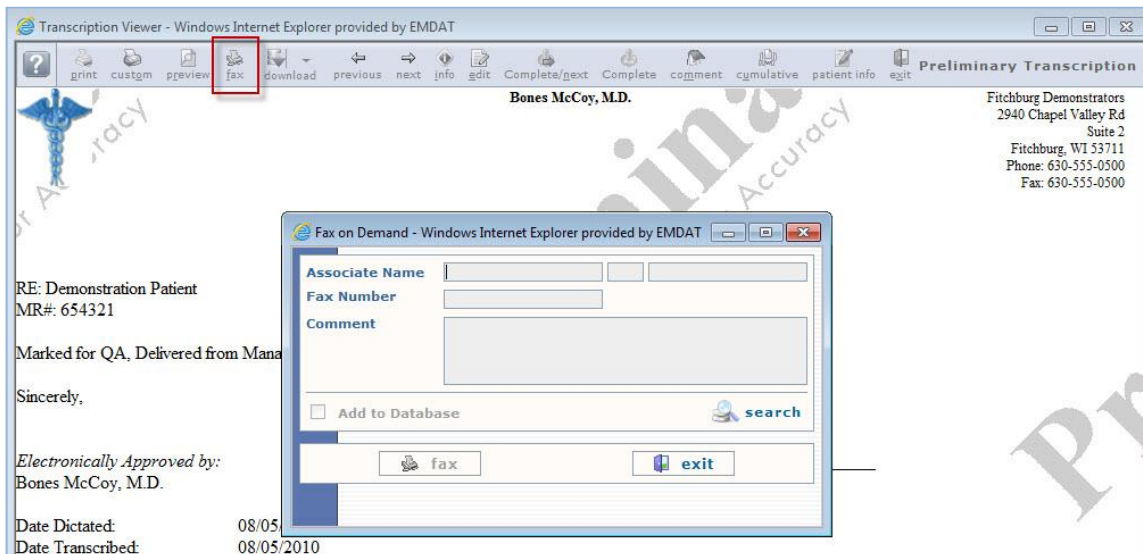 Transcription Viewer - Windows Internet Explorer provided by EMDAT
? print custom preview fax download previous next info edit Complete/next Complete comment cumulative patient info exit Preliminary Transcription
Bones McCoy, M.D.
Fitchburg Demonstrators
2940 Chapel Valley Rd
Suite 2
Fitchburg, WI 53711
Phone: 630-555-0500
Fax: 630-555-0500
Accuracy
Fax on Demand - Windows Internet Explorer provided by EMDAT
Associate Name
Fax Number
Comment
Add to Database
search
fax
exit
RE: Demonstration Patient
MR#: 654321
Marked for QA, Delivered from Mana
Sincerely,
Electronically Approved by:
Bones McCoy, M.D.
Date Dictated: 08/05/
Date Transcribed: 08/05/2010